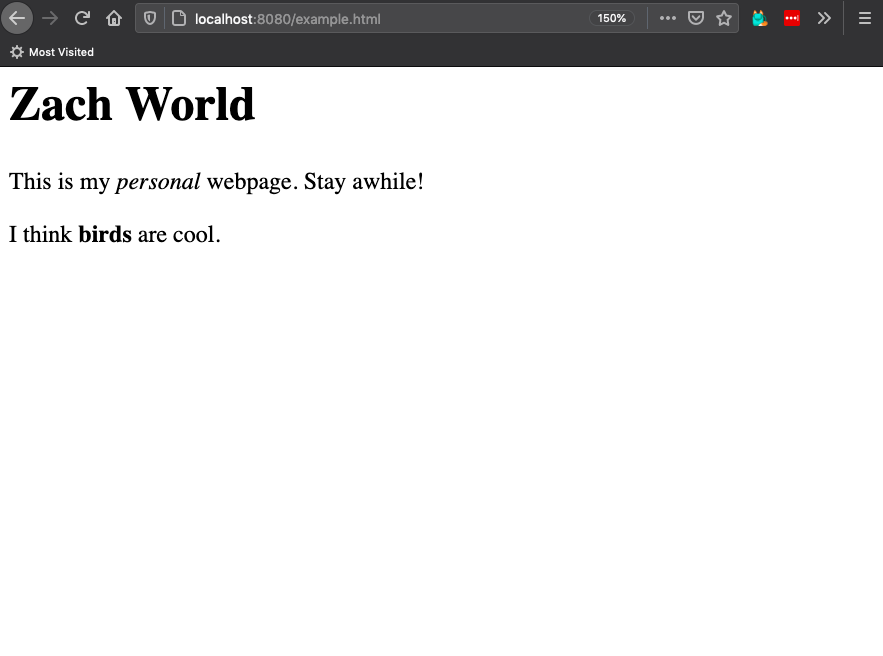 localhost:8080/example.html
150%
Most Visited
Zach World
This is my personal webpage. Stay awhile!
I think birds are cool.